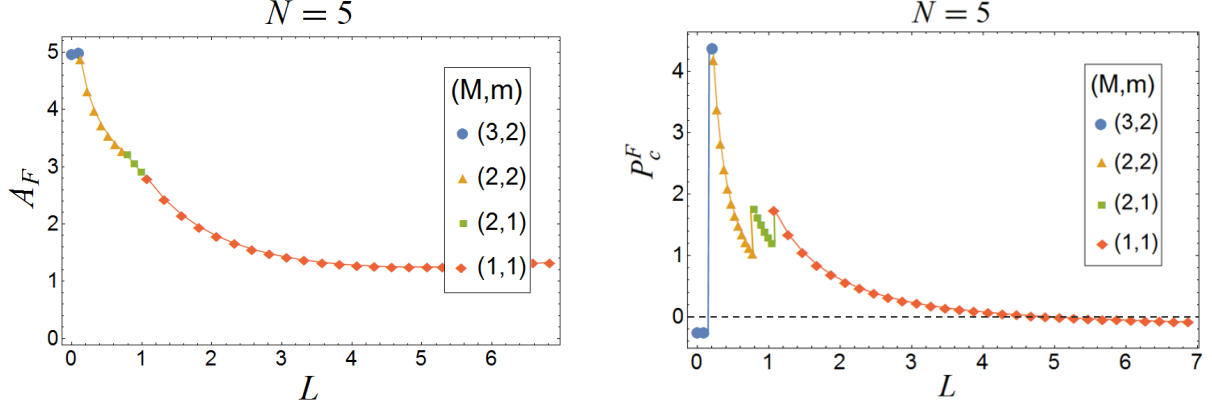 N = 5
A_F
5
4
3
2
1
0
0 1 2 3 4 5 6
L
(M,m)
(3,2)
(2,2)
(2,1)
(1,1)
N = 5
P_c^F
4
3
2
1
0
0 1 2 3 4 5 6 7
L
(M,m)
(3,2)
(2,2)
(2,1)
(1,1)